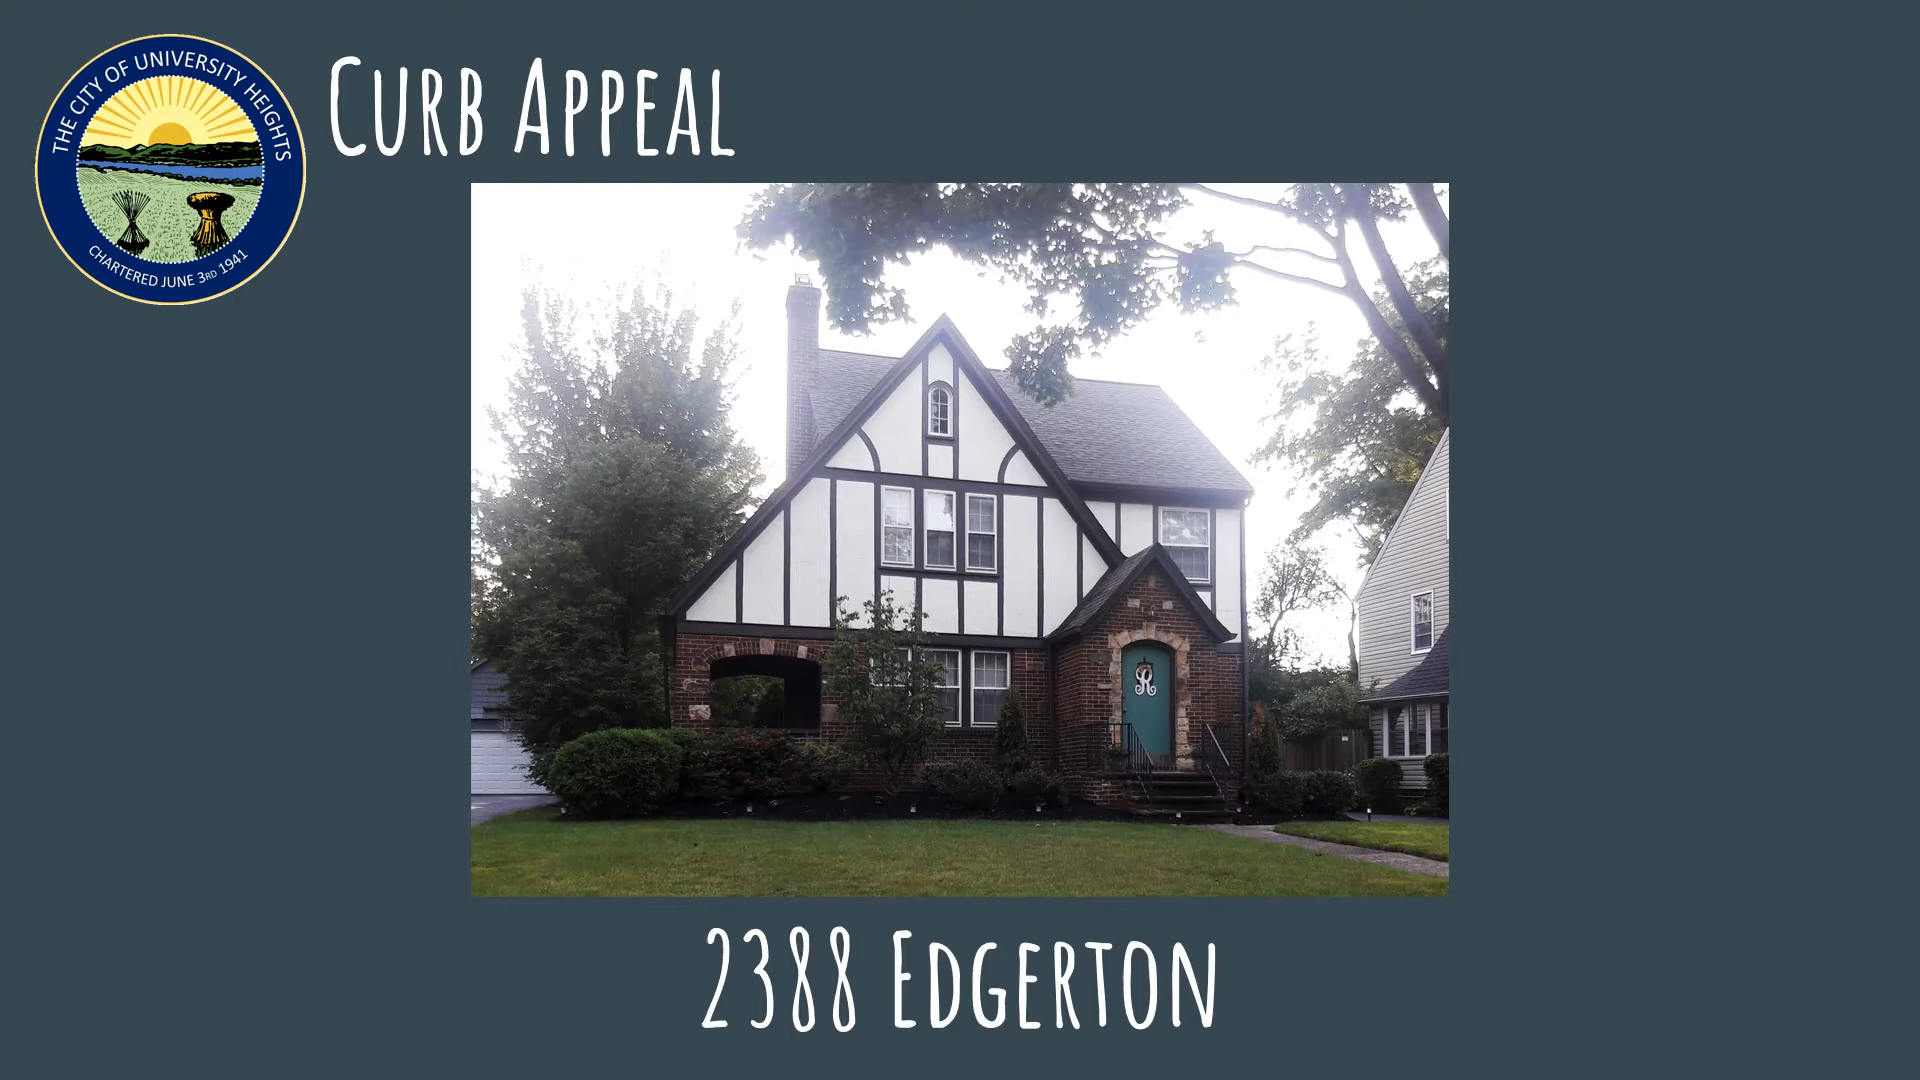 THE CITY OF UNIVERSITY HEIGHTS
CHARTERED JUNE 3RD 1941
CURB APPEAL
R
2388 EDGERTON